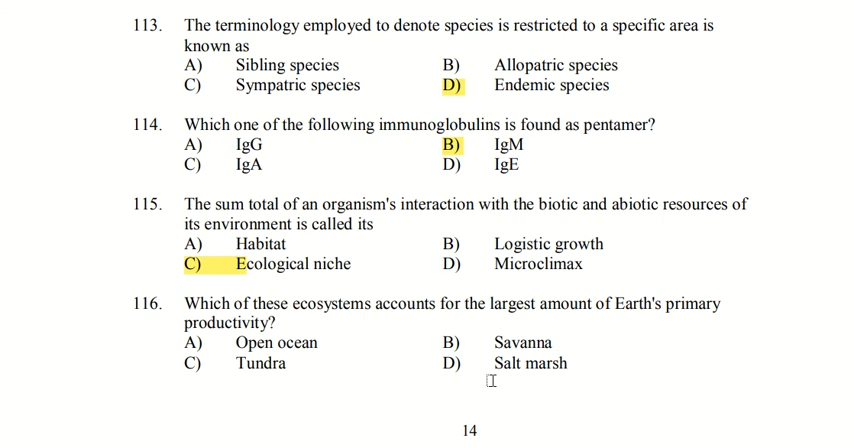 113. The terminology employed to denote species is restricted to a specific area is
known as
A) Sibling species B) Allopatric species
C) Sympatric species D) Endemic species
114. Which one of the following immunoglobulins is found as pentamer?
A) IgG B) IgM
C) IgA D) IgE
115. The sum total of an organism's interaction with the biotic and abiotic resources of
its environment is called its
A) Habitat B) Logistic growth
C) Ecological niche D) Microclimax
116. Which of these ecosystems accounts for the largest amount of Earth's primary
productivity?
A) Open ocean B) Savanna
C) Tundra D) Salt marsh
14